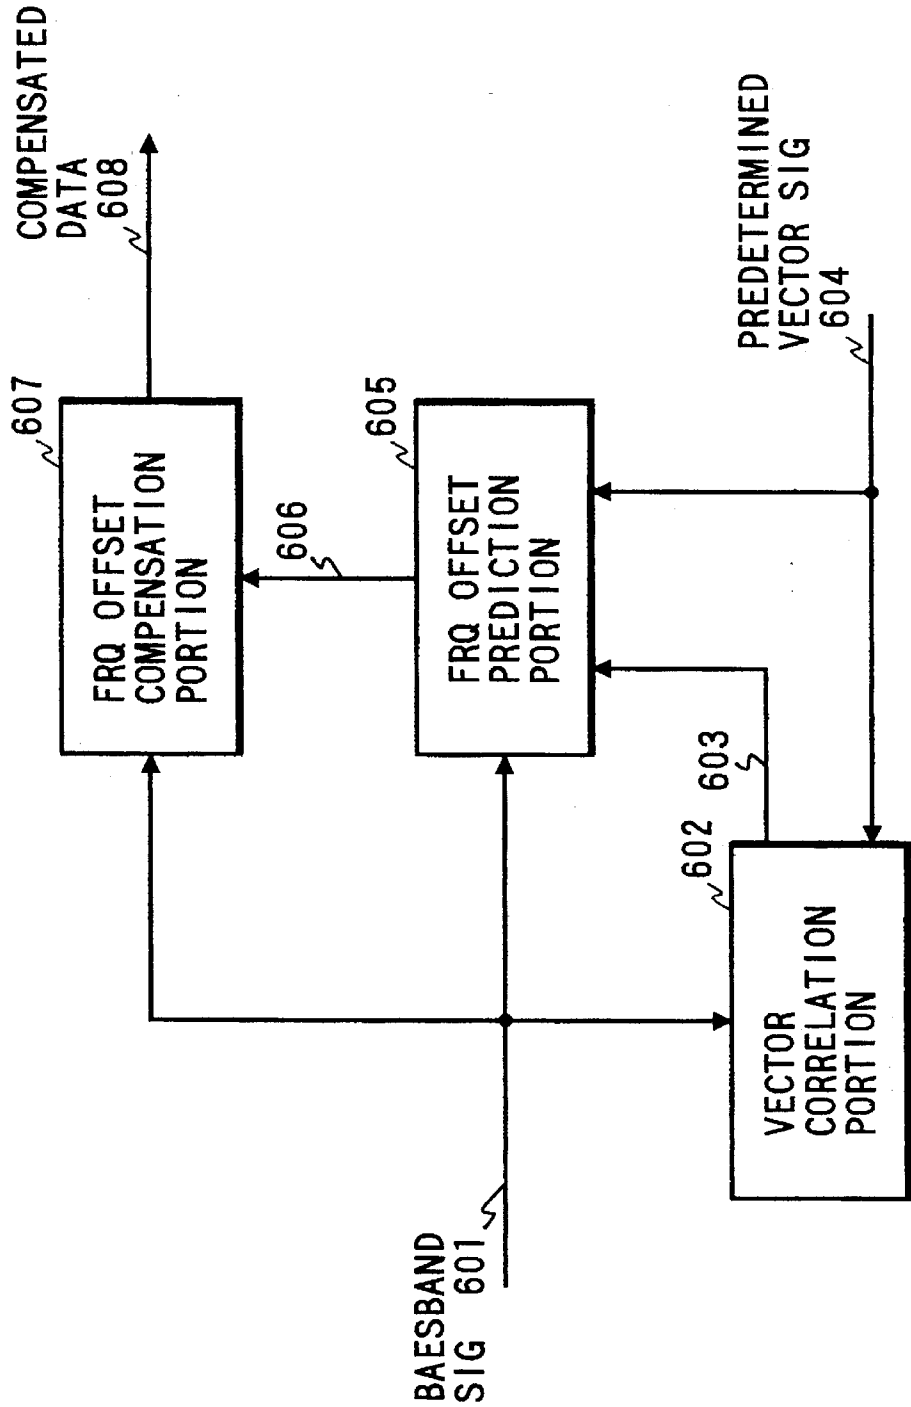 COMPENSATED
DATA
608
607
FRQ OFFSET
COMPENSATION
PORTION
606
605
FRQ OFFSET
PREDICTION
PORTION
PREDETERMINED
VECTOR SIG
604
603
602
VECTOR
CORRELATION
PORTION
BAESBAND
SIG 601